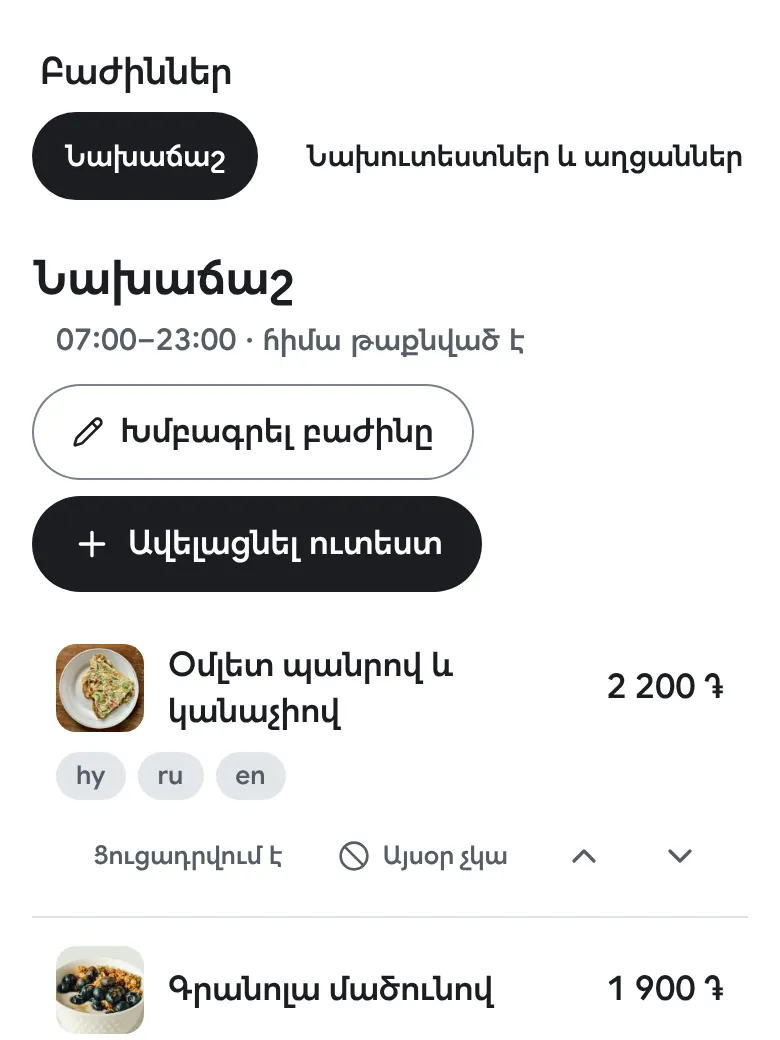 Բաժիններ
Նախաճաշ
Նախուտեստներ և աղցաններ
Նախաճաշ
07:00–23:00 · հիմա թաքնված է
Խմբագրել բաժինը
Ավելացնել ուտեստ
Օմլետ պանրով և
կանաչիով
2 200 ֏
hy ru en
Ցուցադրվում է
Այսօր չկա
Գրանոլա մածունով
1 900 ֏